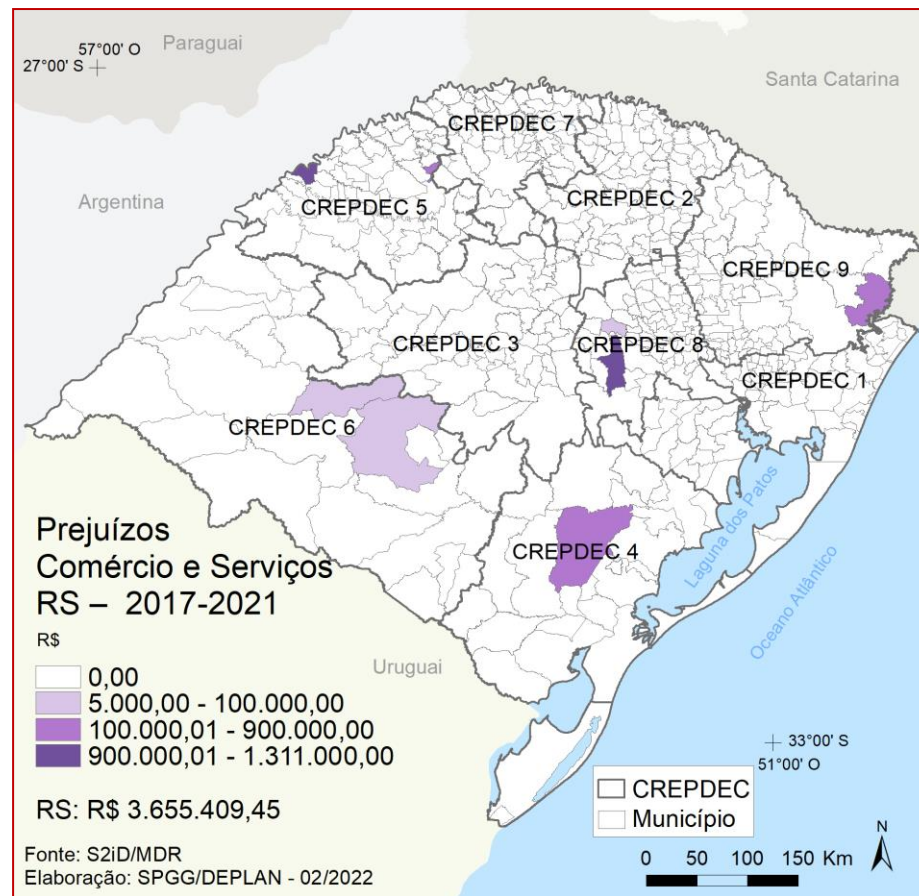 Paraguai
57°00' O
27°00' S
Santa Catarina
CREPDEC 7
Argentina
CREPDEC 2
CREPDEC 5
CREPDEC 9
CREPDEC 3
CREPDEC 8
CREPDEC 1
CREPDEC 6
Laguna dos Patos
CREPDEC 4
Oceano Atlântico
Prejuízos
Comércio e Serviços
RS – 2017-2021
R$
0,00
5.000,00 - 100.000,00
100.000,01 - 900.000,00
900.000,01 - 1.311.000,00
RS: R$ 3.655.409,45
Fonte: S2iD/MDR
Elaboração: SPGG/DEPLAN - 02/2022
Uruguai
33°00' S
51°00' O
CREPDEC
Município
N
0 50 100 150 Km